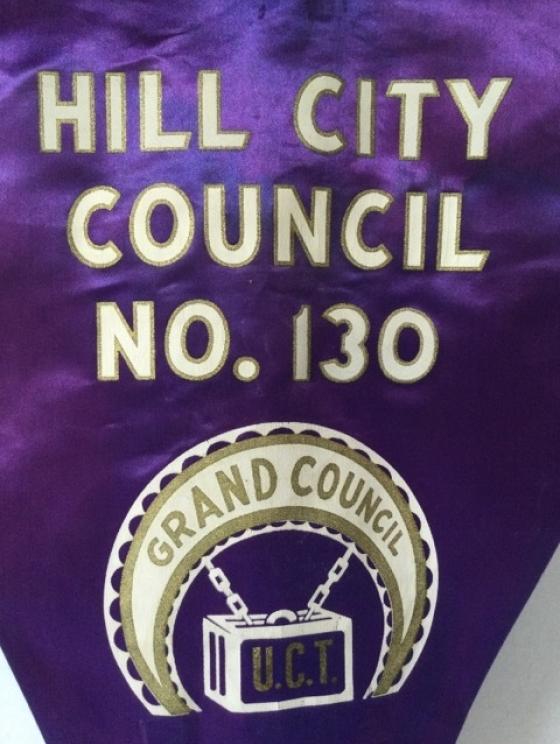 HILL CITY
COUNCIL
NO. 130
GRAND COUNCIL
U.C.T.